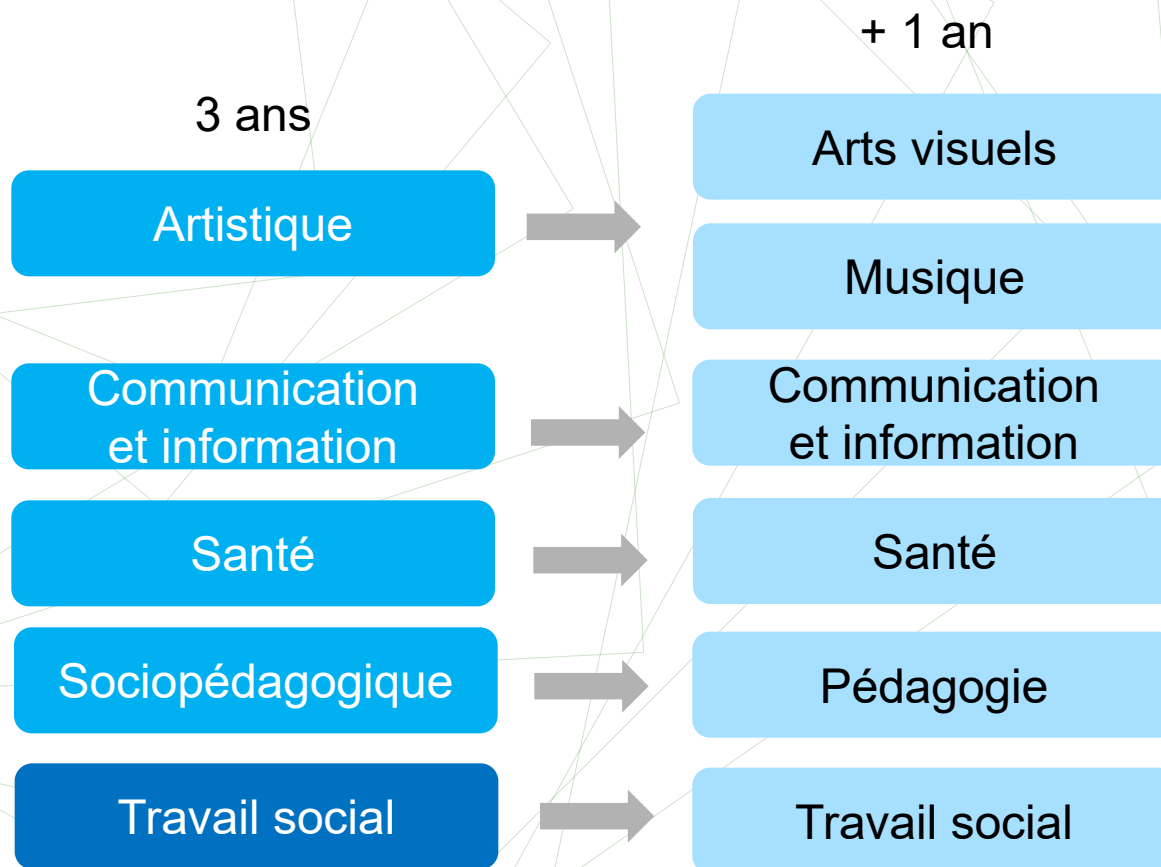 3 ans
Artistique
Communication
et information
Santé
Sociopédagogique
Travail social
+ 1 an
Arts visuels
Musique
Communication
et information
Santé
Pédagogie
Travail social